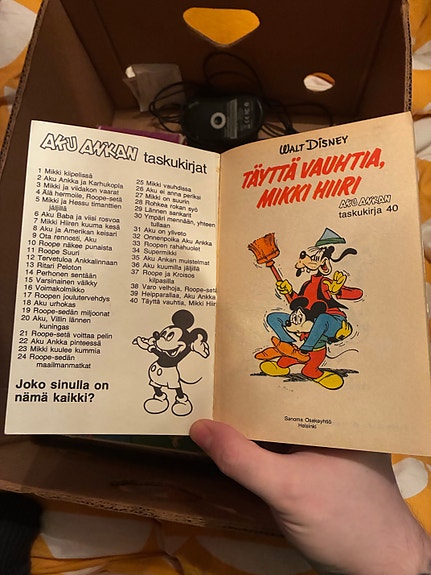 AKU ANKAN taskukirjat
1 Mikki kiipelissä
2 Aku Ankka ja Karhukopla
3 Mikki ja viidakon vaarat
4 Älä hermoile, Roope-setä
5 Mikki ja Hessu timanttien
jäljillä
6 Aku Baba ja viisi rosvoa
7 Mikki Hiiren kuuma kesä
8 Aku ja Amerikan keisari
9 Ota rennosti, Aku
10 Roope näkee punaista
11 Roope Suuri
12 Tervetuloa Ankkalinnaan
13 Ritari Peloton
14 Perhonen sentään
15 Varsinainen välkky
16 Voimakolmikko
17 Roopen joulutervehdys
18 Aku urhokas
19 Roope-sedän miljoonat
20 Aku, Villin lännen
kuningas
21 Roope-setä voittaa pelin
22 Aku Ankka pinteessä
23 Mikki kuulee kummia
24 Roope-sedän
maailmanmatkat
25 Mikki vauhdissa
26 Aku ei anna periksi
27 Mikki on suurin
28 Rohkea rokan syö
29 Lännen sankarit
30 Ympäri mennään, yhteen
tullaan
31 Aku on yliveto
32 Onnenpoika Aku Ankka
33 Roopen rahahuolet
34 Supermikki
35 Aku Ankan muistelmat
36 Aku kuumilla jäljillä
37 Roope ja Kroisos
kilpasilla
38 Varo velhoja, Roope-setä
39 Heipparallaa, Aku Ankka
40 Täyttä vauhtia, Mikki Hiiri
Joko sinulla on
nämä kaikki?
WALT DISNEY
TÄYTTÄ VAUHTIA,
MIKKI HIIRI
AKU ANKAN
taskukirja 40
Sanoma Osakeyhtiö
Helsinki